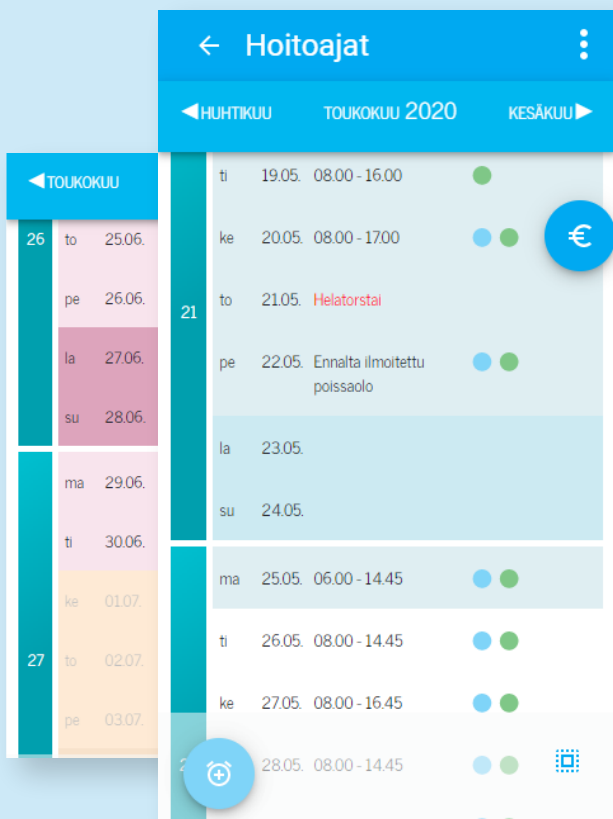 Hoitoajat
◀HUHTIKUU TOUKOKUU 2020 KESÄKUU▶
ti 19.05. 08.00 - 16.00
ke 20.05. 08.00 - 17.00
€
21
to 21.05. Helatorstai
pe 22.05. Ennalta ilmoitettu
poissaolo
la 23.05.
su 24.05.
ma 25.05. 06.00 - 14.45
ti 26.05. 08.00 - 14.45
ke 27.05. 08.00 - 16.45
28.05. 08.00 - 14.45
◀TOUKOKUU
26 to 25.06.
pe 26.06.
la 27.06.
su 28.06.
ma 29.06.
ti 30.06.
ke 01.07.
27 to 02.07.
pe 03.07.